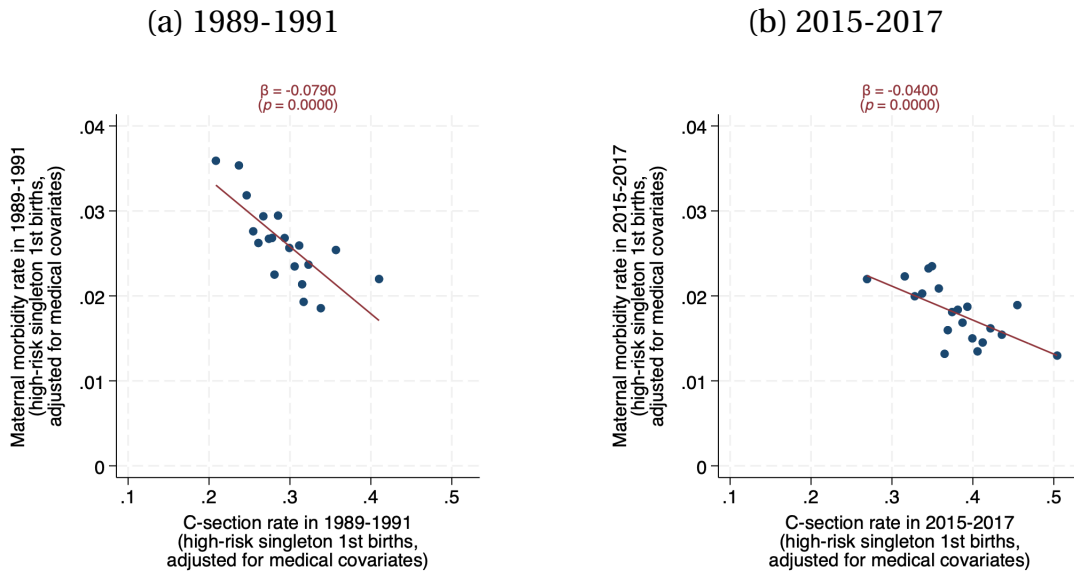 (a) 1989-1991
β = -0.0790
(p = 0.0000)
Maternal morbidity rate in 1989-1991
(high-risk singleton 1st births,
adjusted for medical covariates)
.04
.03
.02
.01
0
.1 .2 .3 .4 .5
C-section rate in 1989-1991
(high-risk singleton 1st births,
adjusted for medical covariates)
(b) 2015-2017
β = -0.0400
(p = 0.0000)
Maternal morbidity rate in 2015-2017
(high-risk singleton 1st births,
adjusted for medical covariates)
.04
.03
.02
.01
0
.1 .2 .3 .4 .5
C-section rate in 2015-2017
(high-risk singleton 1st births,
adjusted for medical covariates)